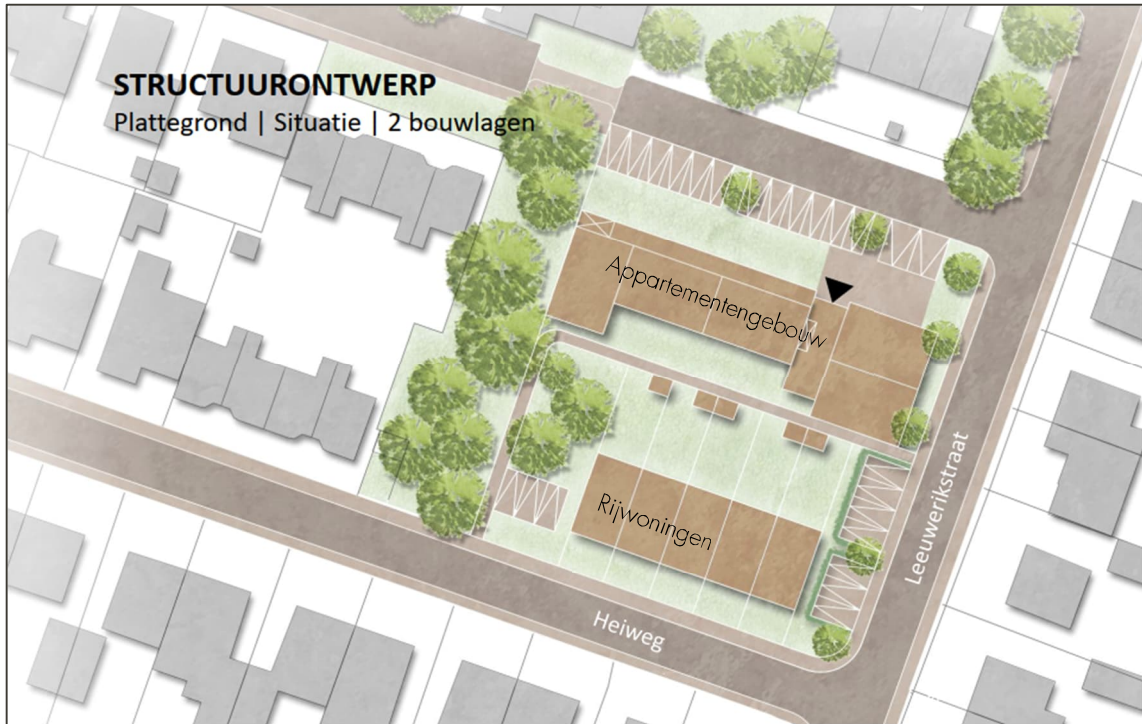 STRUCTUURONTWERP
Plattegrond | Situatie | 2 bouwlagen
Appartementengebouw
Rijwoningen
Leeuwerikstraat
Heiweg